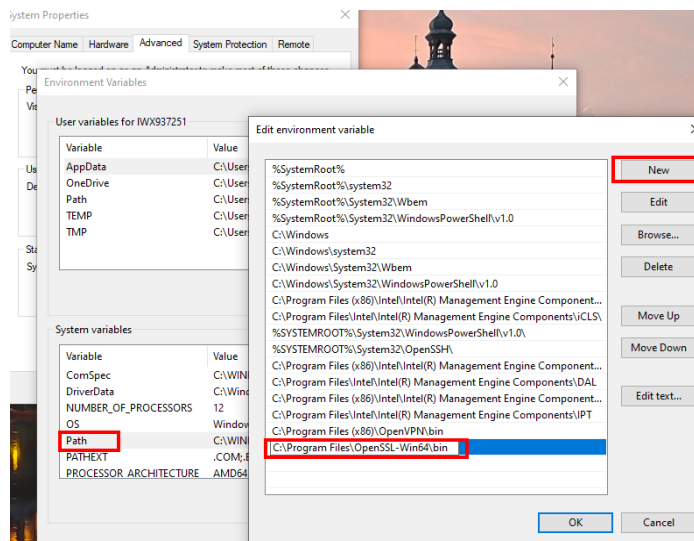 System Properties
Computer Name Hardware Advanced System Protection Remote
Environment Variables
User variables for IWX937251
Variable Value
AppData C:\User
OneDrive C:\User
Path C:\User
TEMP C:\User
TMP C:\User
System variables
Variable Value
ComSpec C:\WIN
DriverData C:\Wind
NUMBER_OF_PROCESSORS 12
OS Window
Path C:\WIN
PATHEXT .COM;.E
PROCESSOR_ARCHITECTURE AMD64
Edit environment variable
%SystemRoot%
%SystemRoot%\system32
%SystemRoot%\System32\Wbem
%SystemRoot%\System32\WindowsPowerShell\v1.0
C:\Windows
C:\Windows\system32
C:\Windows\System32\Wbem
C:\Windows\System32\WindowsPowerShell\v1.0
C:\Program Files (x86)\Intel\Intel(R) Management Engine Component...
C:\Program Files\Intel\Intel(R) Management Engine Components\iCLS\
%SYSTEMROOT%\System32\WindowsPowerShell\v1.0\
%SYSTEMROOT%\System32\OpenSSH\
C:\Program Files (x86)\Intel\Intel(R) Management Engine Component...
C:\Program Files\Intel\Intel(R) Management Engine Components\DAL
C:\Program Files (x86)\Intel\Intel(R) Management Engine Component...
C:\Program Files\Intel\Intel(R) Management Engine Components\IPT
C:\Program Files (x86)\OpenVPN\bin
C:\Program Files\OpenSSL-Win64\bin
New
Edit
Browse...
Delete
Move Up
Move Down
Edit text...
OK Cancel